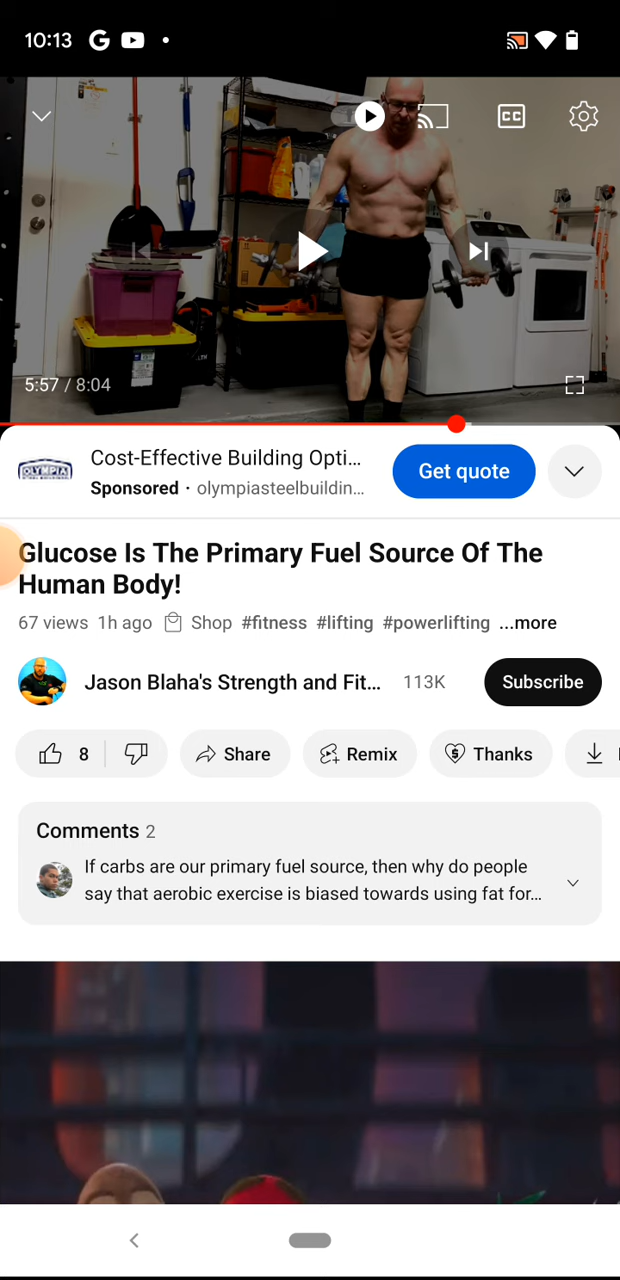 10:13
CC
5:57 / 8:04
OLYMPIA
Cost-Effective Building Opti...
Sponsored · olympiasteelbuildin...
Get quote
Glucose Is The Primary Fuel Source Of The
Human Body!
67 views 1h ago Shop #fitness #lifting #powerlifting ...more
Jason Blaha's Strength and Fit... 113K Subscribe
8 Share Remix Thanks
Comments 2
If carbs are our primary fuel source, then why do people
say that aerobic exercise is biased towards using fat for...